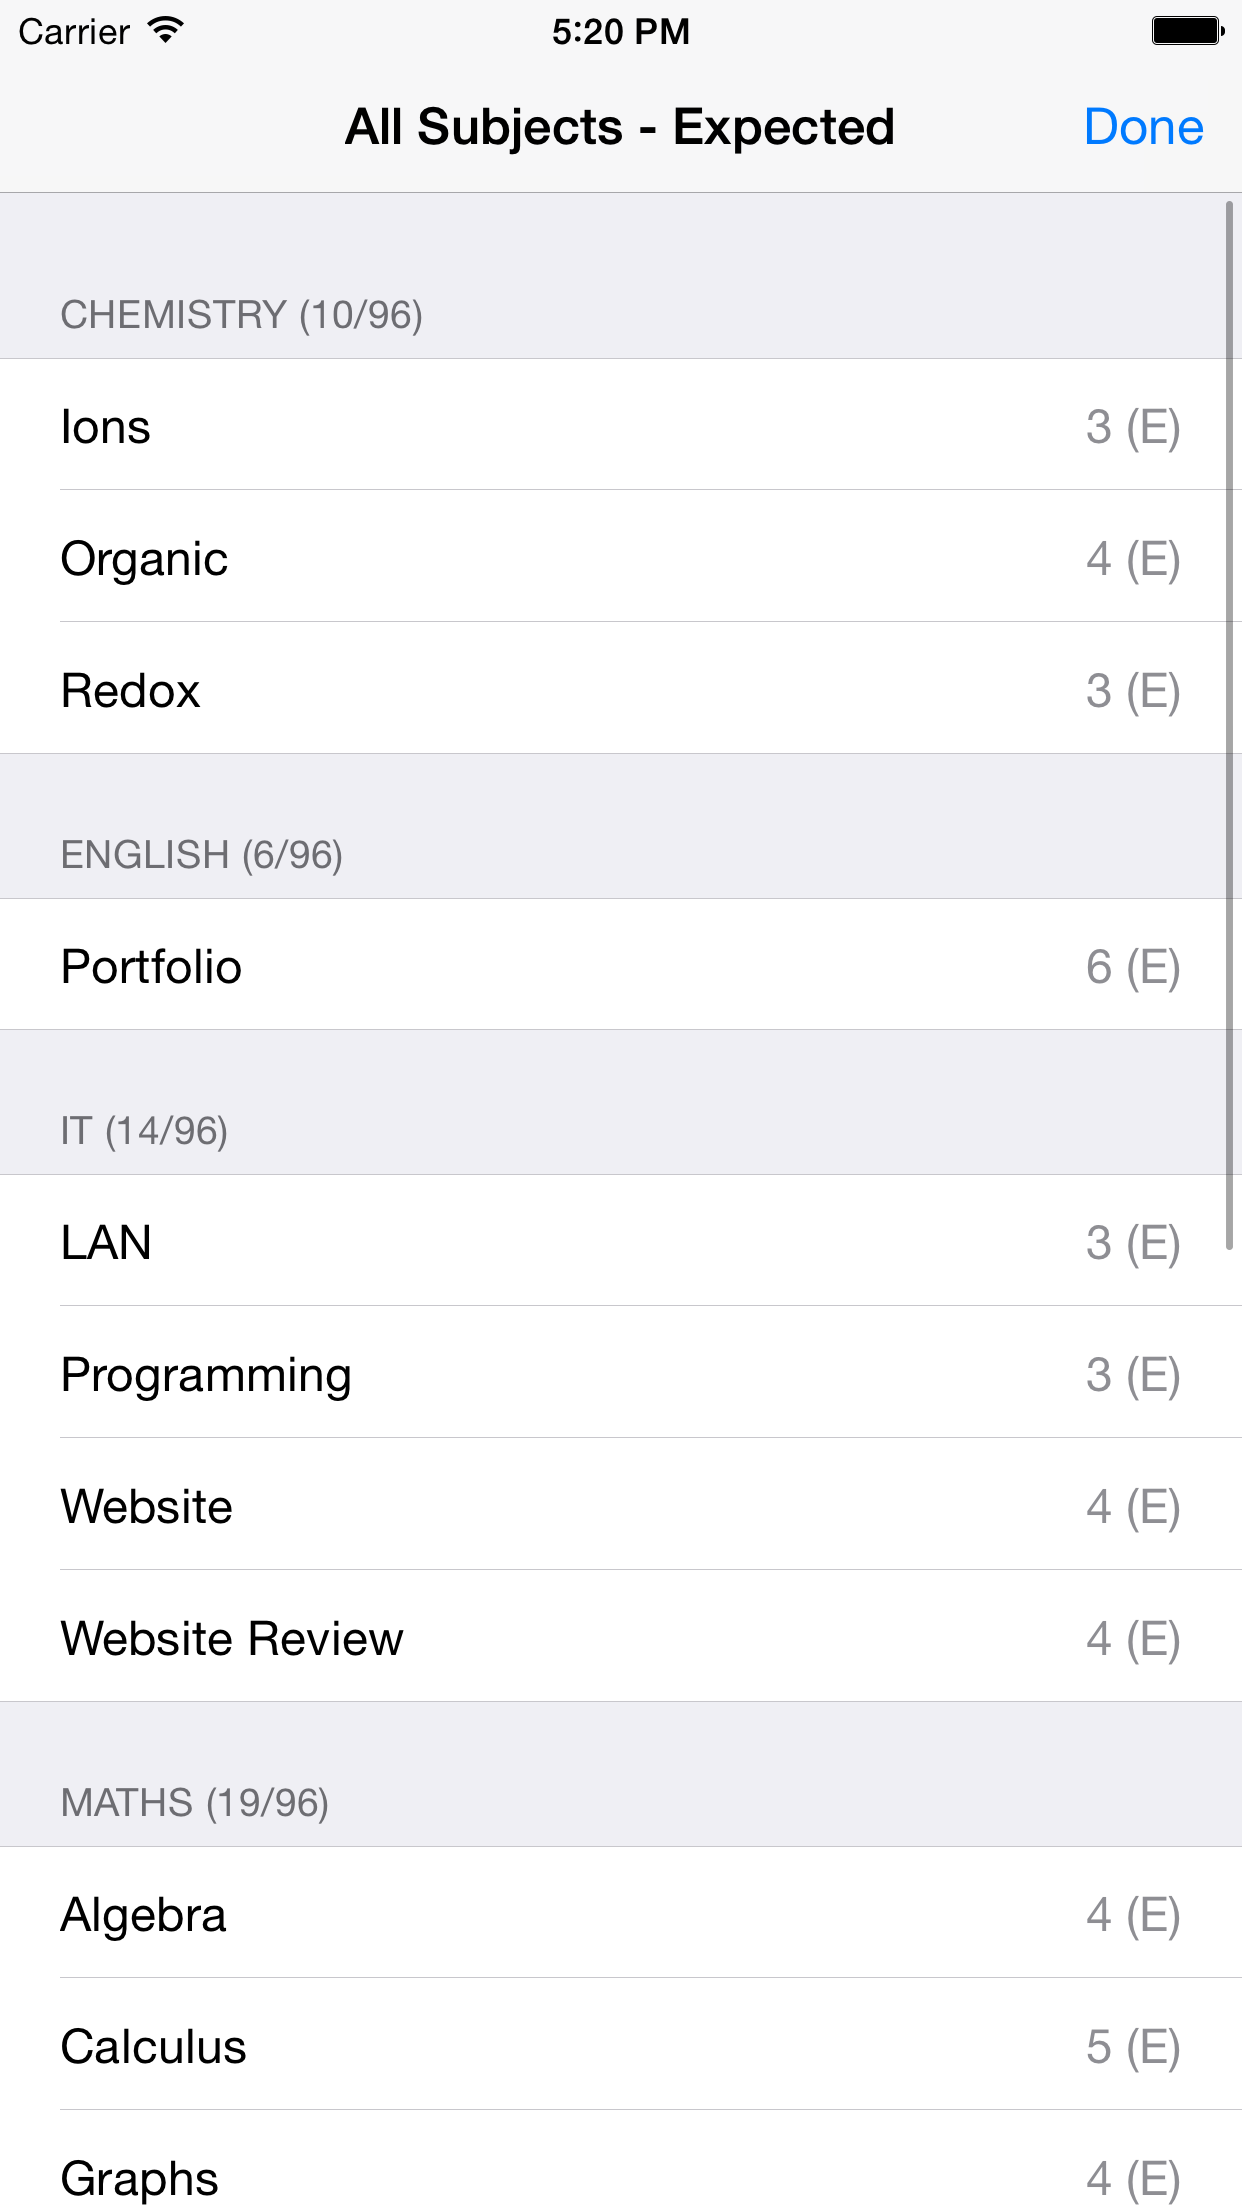 Carrier 5:20 PM
All Subjects - Expected Done
CHEMISTRY (10/96)
Ions 3 (E)
Organic 4 (E)
Redox 3 (E)
ENGLISH (6/96)
Portfolio 6 (E)
IT (14/96)
LAN 3 (E)
Programming 3 (E)
Website 4 (E)
Website Review 4 (E)
MATHS (19/96)
Algebra 4 (E)
Calculus 5 (E)
Graphs 4 (E)